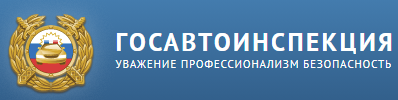 ГОСАВТОИНСПЕКЦИЯ
УВАЖЕНИЕ ПРОФЕССИОНАЛИЗМ БЕЗОПАСНОСТЬ